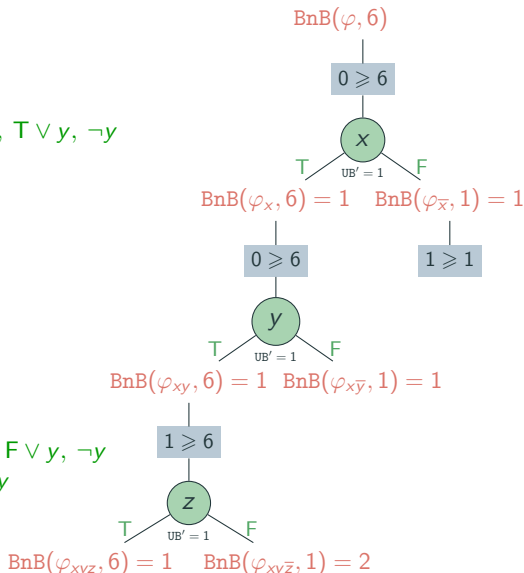 BnB(φ, 6)
0 ⩾ 6
, T ∨ y, ¬y
x
T UB′ = 1 F
BnB(φₓ, 6) = 1 BnB(φ_x̅, 1) = 1
0 ⩾ 6 1 ⩾ 1
y
T UB′ = 1 F
BnB(φ_xy, 6) = 1 BnB(φ_xy̅, 1) = 1
1 ⩾ 6
F ∨ y, ¬y
y
z
T UB′ = 1 F
BnB(φ_xyz, 6) = 1 BnB(φ_xyz̅, 1) = 2